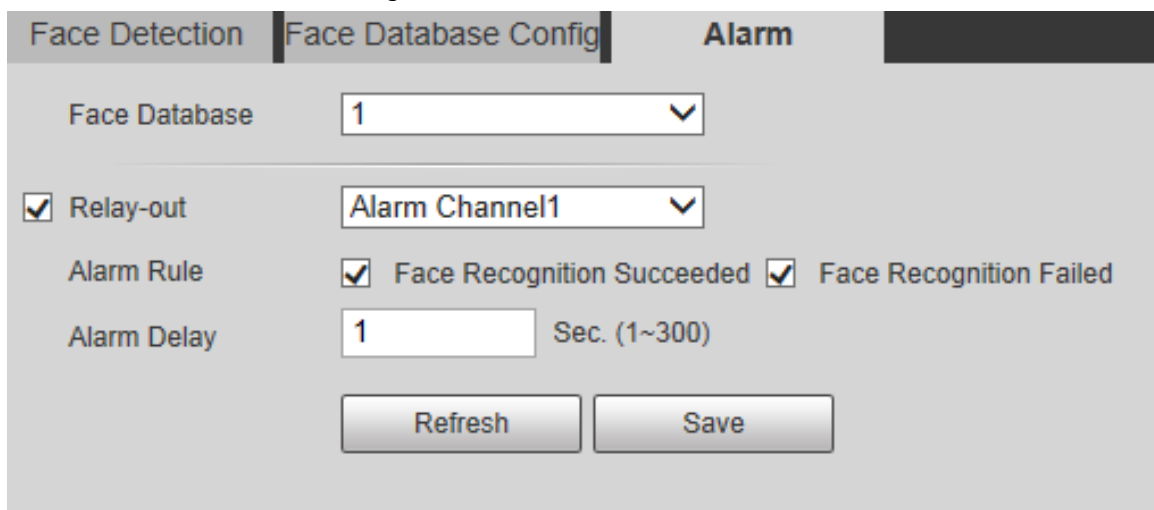 Face Detection Face Database Config Alarm
Face Database 1
Relay-out Alarm Channel1
Alarm Rule Face Recognition Succeeded Face Recognition Failed
Alarm Delay 1 Sec. (1~300)
Refresh Save